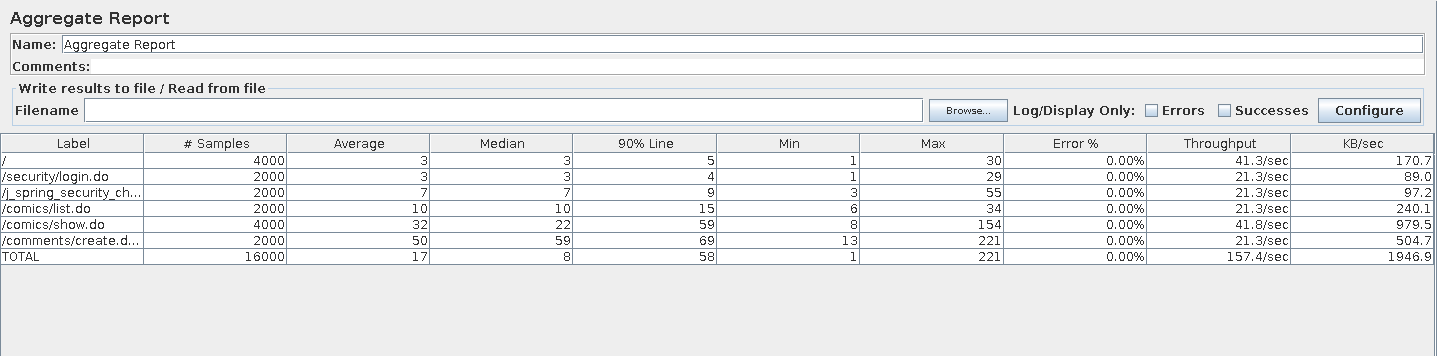 Aggregate Report
Name: Aggregate Report
Comments:
Write results to file / Read from file
Filename Browse... Log/Display Only: Errors Successes Configure
Label # Samples Average Median 90% Line Min Max Error % Throughput KB/sec
/ 4000 3 3 5 1 30 0.00% 41.3/sec 170.7
/security/login.do 2000 3 3 4 1 29 0.00% 21.3/sec 89.0
/j_spring_security_ch... 2000 7 7 9 3 55 0.00% 21.3/sec 97.2
/comics/list.do 2000 10 10 15 6 34 0.00% 21.3/sec 240.1
/comics/show.do 4000 32 22 59 8 154 0.00% 41.8/sec 979.5
/comments/create.d... 2000 50 59 69 13 221 0.00% 21.3/sec 504.7
TOTAL 16000 17 8 58 1 221 0.00% 157.4/sec 1946.9